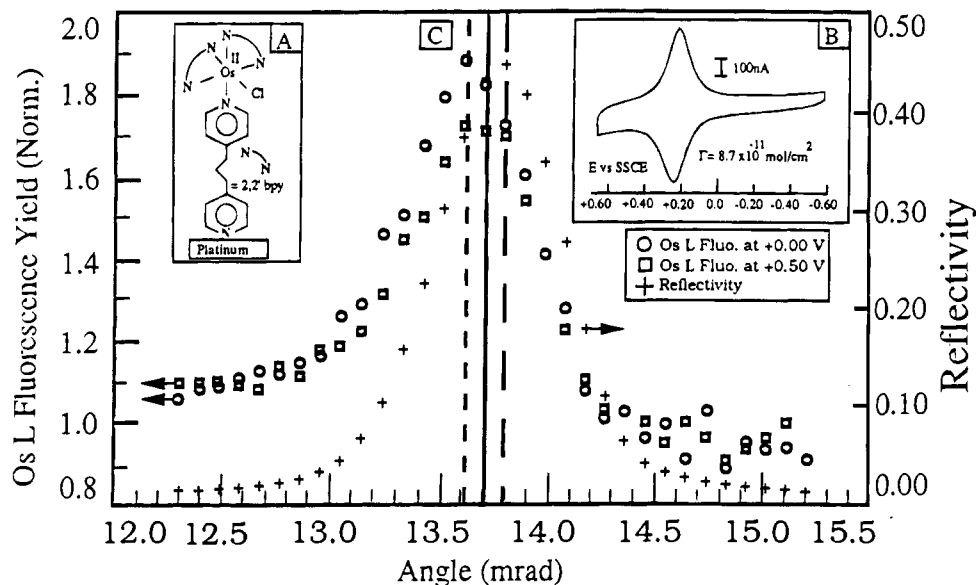 Os L Fluorescence Yield (Norm.)
2.0
1.8
1.6
1.4
1.2
1.0
0.8
A
N
N
N
N
II
Os
Cl
N
N
N
= 2,2' bpy
N
Platinum
C
B
100nA
Γ= 8.7 x10⁻¹¹ mol/cm²
E vs SSCE
+0.60 +0.40 +0.20 0.0 -0.20 -0.40 -0.60
Os L Fluo. at +0.00 V
Os L Fluo. at +0.50 V
Reflectivity
0.50
0.40
0.30
0.20
0.10
0.00
Reflectivity
12.0 12.5 13.0 13.5 14.0 14.5 15.0 15.5
Angle (mrad)